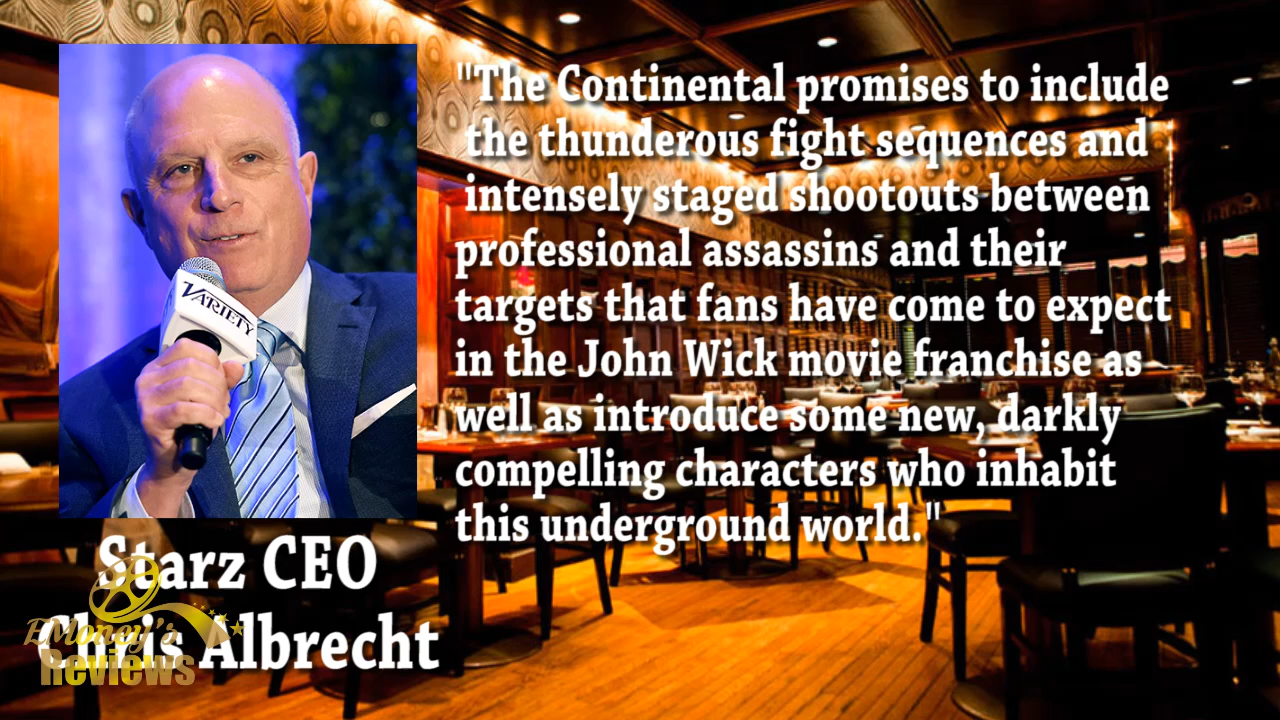 "The Continental promises to include
the thunderous fight sequences and
intensely staged shootouts between
professional assassins and their
targets that fans have come to expect
in the John Wick movie franchise as
well as introduce some new, darkly
compelling characters who inhabit
this underground world."
VARIETY
Starz CEO
Chris Albrecht
EMoney's
Reviews